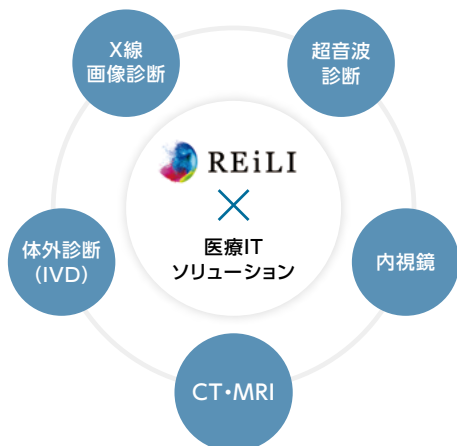 X線
画像診断
超音波
診断
REiLI
×
医療IT
ソリューション
体外診断
(IVD)
内視鏡
CT・MRI